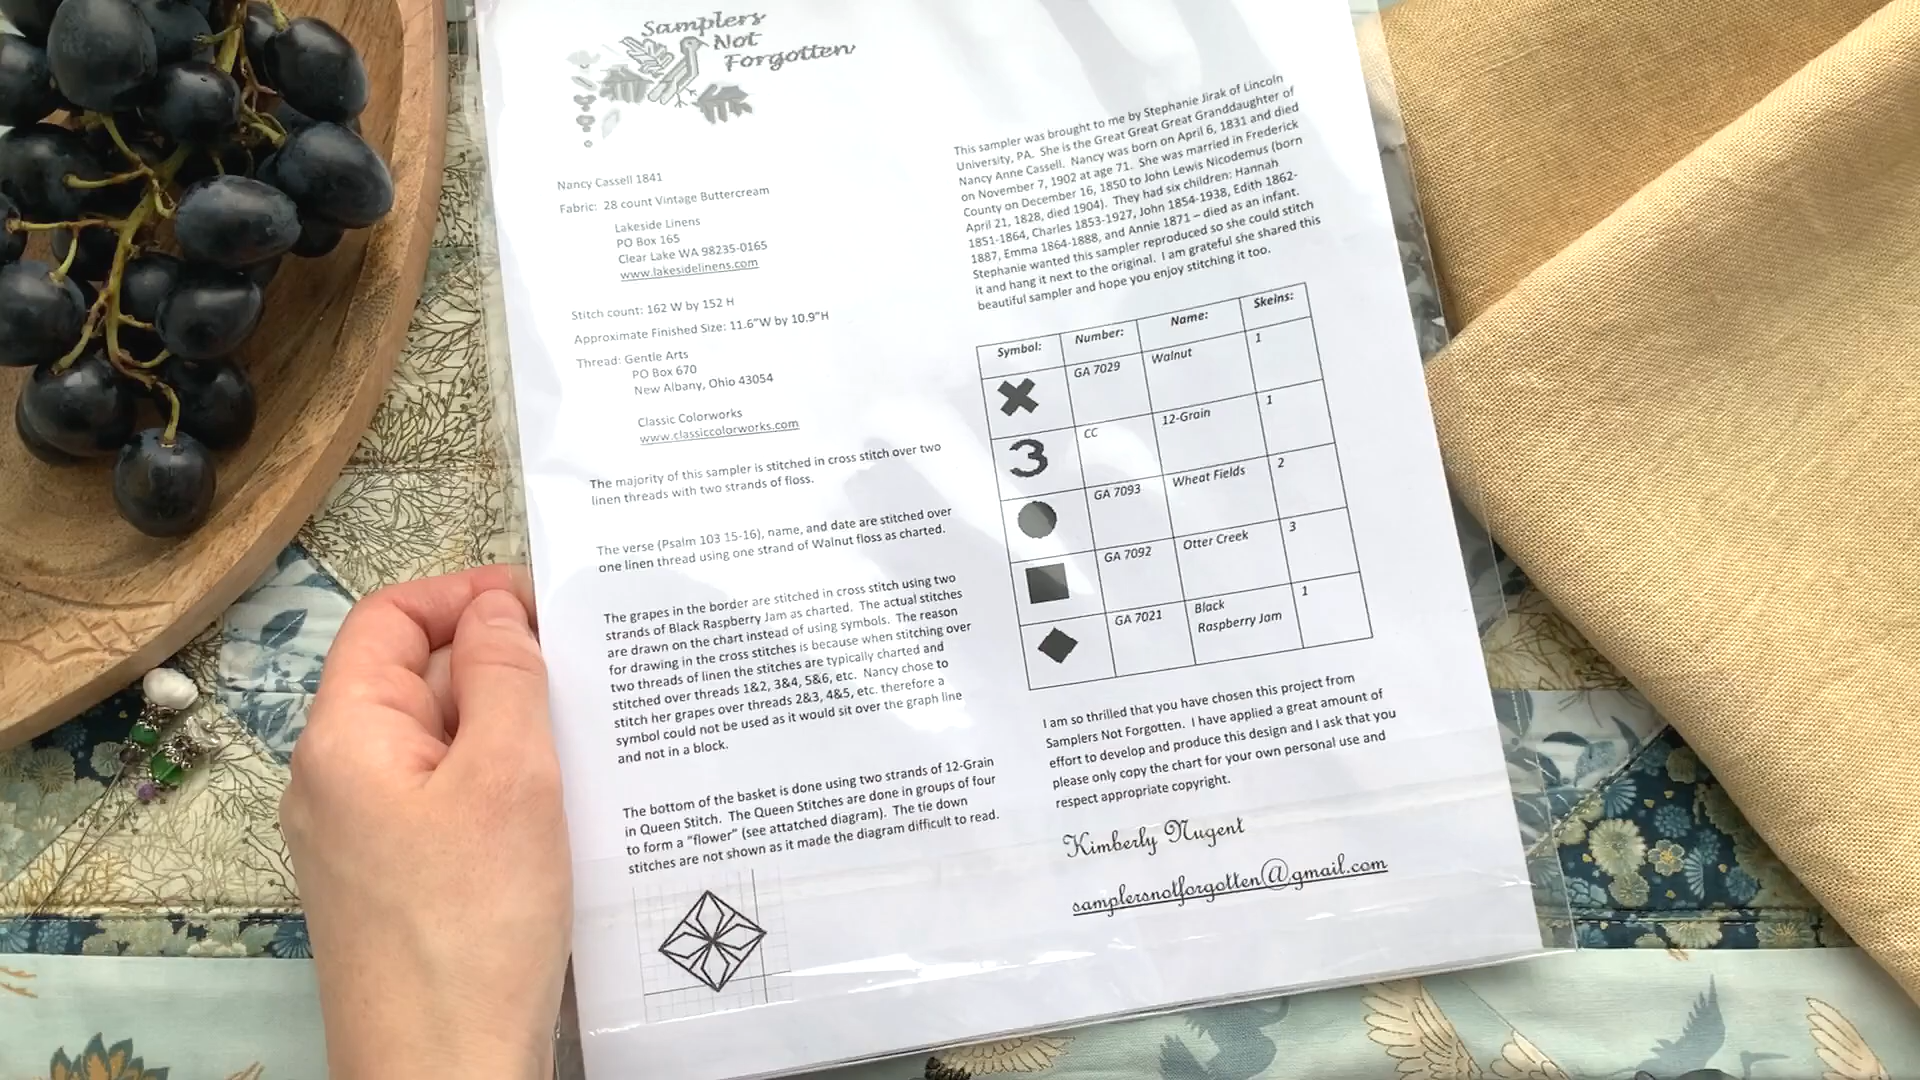 Samplers
Not
Forgotten
Nancy Cassell 1841
Fabric: 28 count Vintage Buttercream
Lakeside Linens
PO Box 165
Clear Lake WA 98235-0165
www.lakesidelinens.com
Stitch count: 162 W by 152 H
Approximate Finished Size: 11.6"W by 10.9"H
Thread: Gentle Arts
PO Box 670
New Albany, Ohio 43054
Classic Colorworks
www.classiccolorworks.com
The majority of this sampler is stitched in cross stitch over two
linen threads with two strands of floss.
The verse (Psalm 103 15-16), name, and date are stitched over
one linen thread using one strand of Walnut floss as charted.
The grapes in the border are stitched in cross stitch using two
strands of Black Raspberry Jam as charted. The actual stitches
are drawn on the chart instead of using symbols. The reason
for drawing in the cross stitches is because when stitching over
two threads of linen the stitches are typically charted and
stitched over threads 1&2, 3&4, 5&6, etc. Nancy chose to
stitch her grapes over threads 2&3, 4&5, etc. therefore a
symbol could not be used as it would sit over the graph line
and not in a block.
The bottom of the basket is done using two strands of 12-Grain
in Queen Stitch. The Queen Stitches are done in groups of four
to form a "flower" (see attatched diagram). The tie down
stitches are not shown as it made the diagram difficult to read.
This sampler was brought to me by Stephanie Jirak of Lincoln
University, PA. She is the Great Great Great Granddaughter of
Nancy Anne Cassell. Nancy was born on April 6, 1831 and died
on November 7, 1902 at age 71. She was married in Frederick
County on December 16, 1850 to John Lewis Nicodemus (born
April 21, 1828, died 1904). They had six children: Hannah
1851-1864, Charles 1853-1927, John 1854-1938, Edith 1862-
1887, Emma 1864-1888, and Annie 1871 – died as an infant.
Stephanie wanted this sampler reproduced so she could stitch
it and hang it next to the original. I am grateful she shared this
beautiful sampler and hope you enjoy stitching it too.
Symbol: Number: Name: Skeins:
GA 7029 Walnut 1
3 CC 12-Grain 1
GA 7093 Wheat Fields 2
GA 7092 Otter Creek 3
GA 7021 Black 1
Raspberry Jam
I am so thrilled that you have chosen this project from
Samplers Not Forgotten. I have applied a great amount of
effort to develop and produce this design and I ask that you
please only copy the chart for your own personal use and
respect appropriate copyright.
Kimberly Nugent
samplersnotforgotten@gmail.com